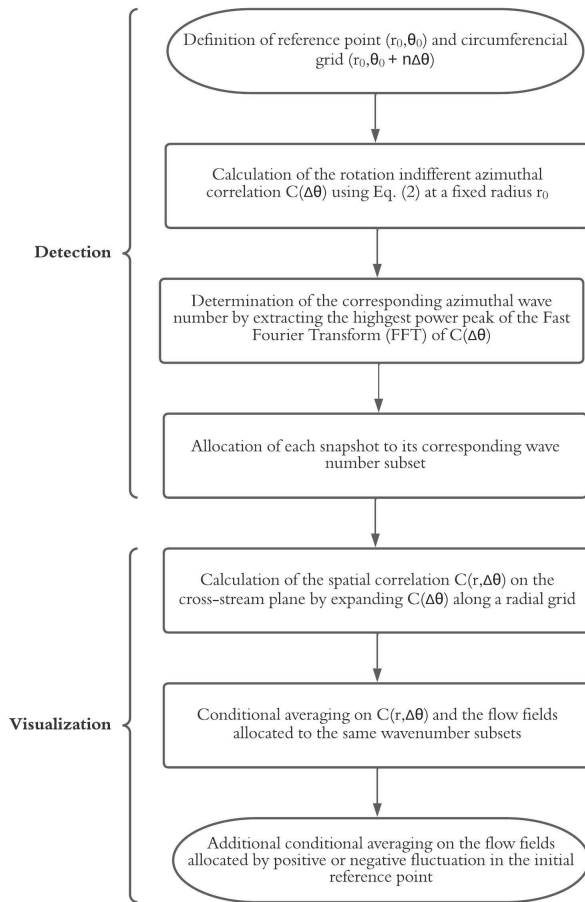 Definition of reference point (r₀,θ₀) and circumferencial
grid (r₀,θ₀ + nΔθ)
Calculation of the rotation indifferent azimuthal
correlation C(Δθ) using Eq. (2) at a fixed radius r₀
Detection
Determination of the corresponding azimuthal wave
number by extracting the highgest power peak of the Fast
Fourier Transform (FFT) of C(Δθ)
Allocation of each snapshot to its corresponding wave
number subset
Calculation of the spatial correlation C(r,Δθ) on the
cross-stream plane by expanding C(Δθ) along a radial grid
Visualization
Conditional averaging on C(r,Δθ) and the flow fields
allocated to the same wavenumber subsets
Additional conditional averaging on the flow fields
allocated by positive or negative fluctuation in the initial
reference point